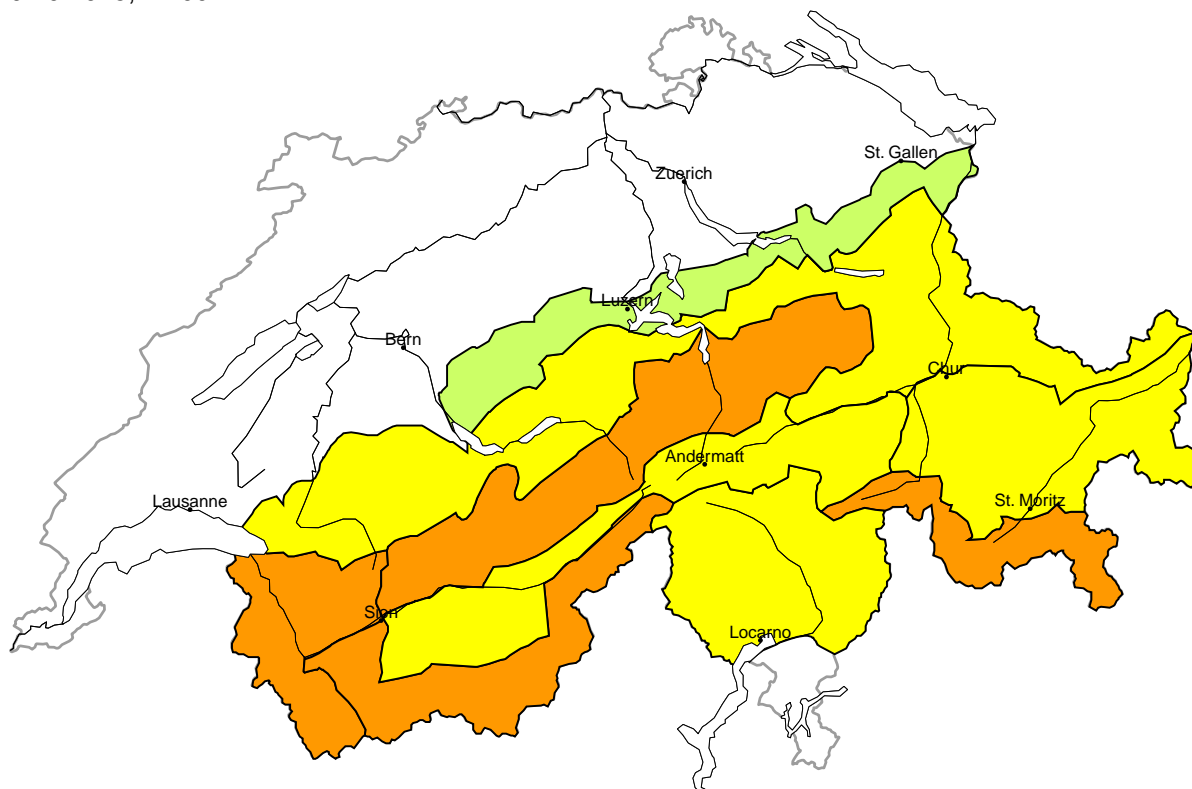 St. Gallen
Zuerich
Luzern
Bern
Chur
Andermatt
Lausanne
St. Moritz
Sion
Locarno